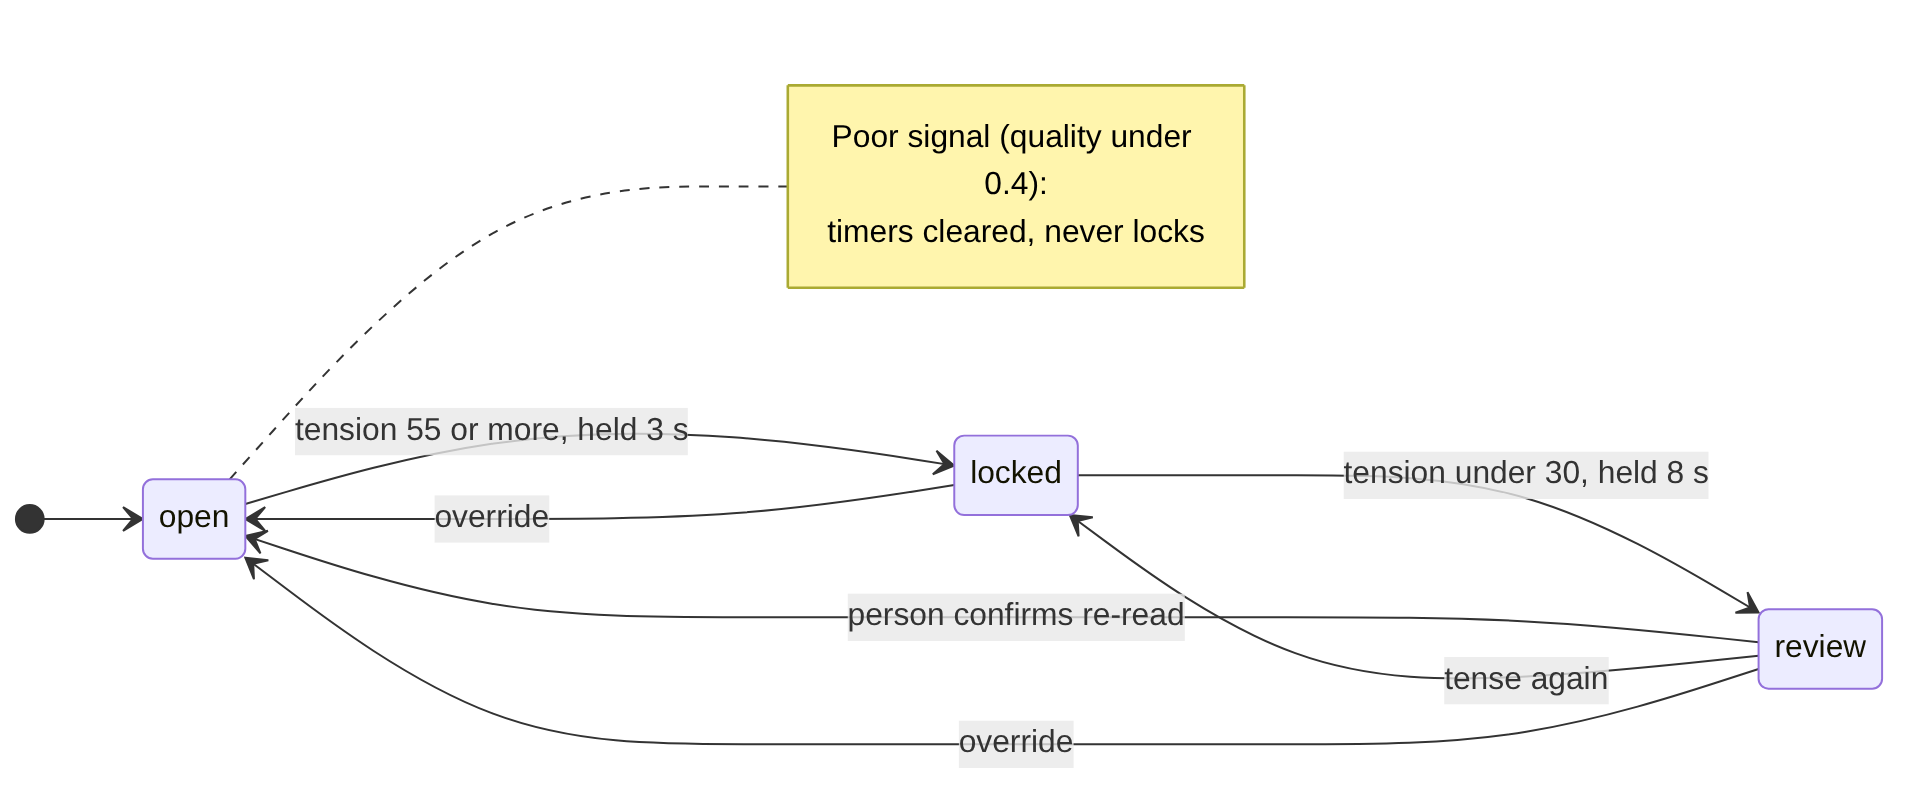 Poor signal (quality under
0.4):
timers cleared, never locks
tension 55 or more, held 3 s
locked
tension under 30, held 8 s
open
override
person confirms re-read
review
tense again
override